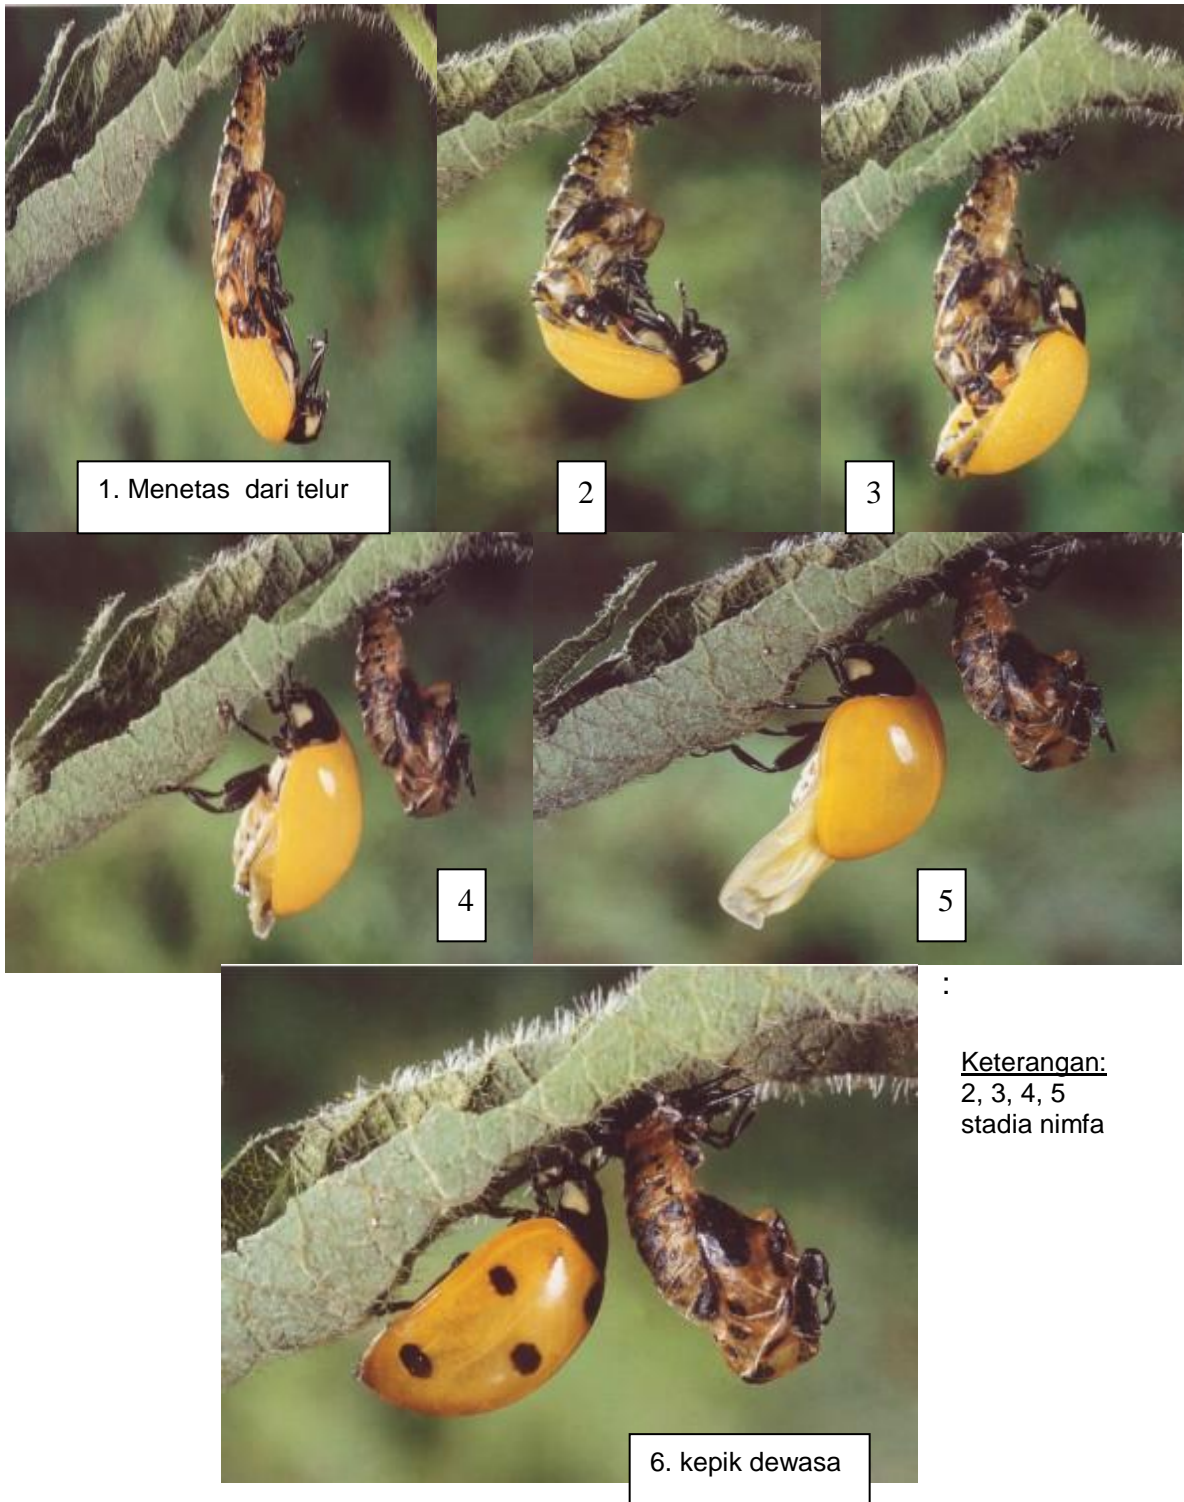 1. Menetas dari telur
2
3
4
5
:
Keterangan:
2, 3, 4, 5
stadia nimfa
6. kepik dewasa